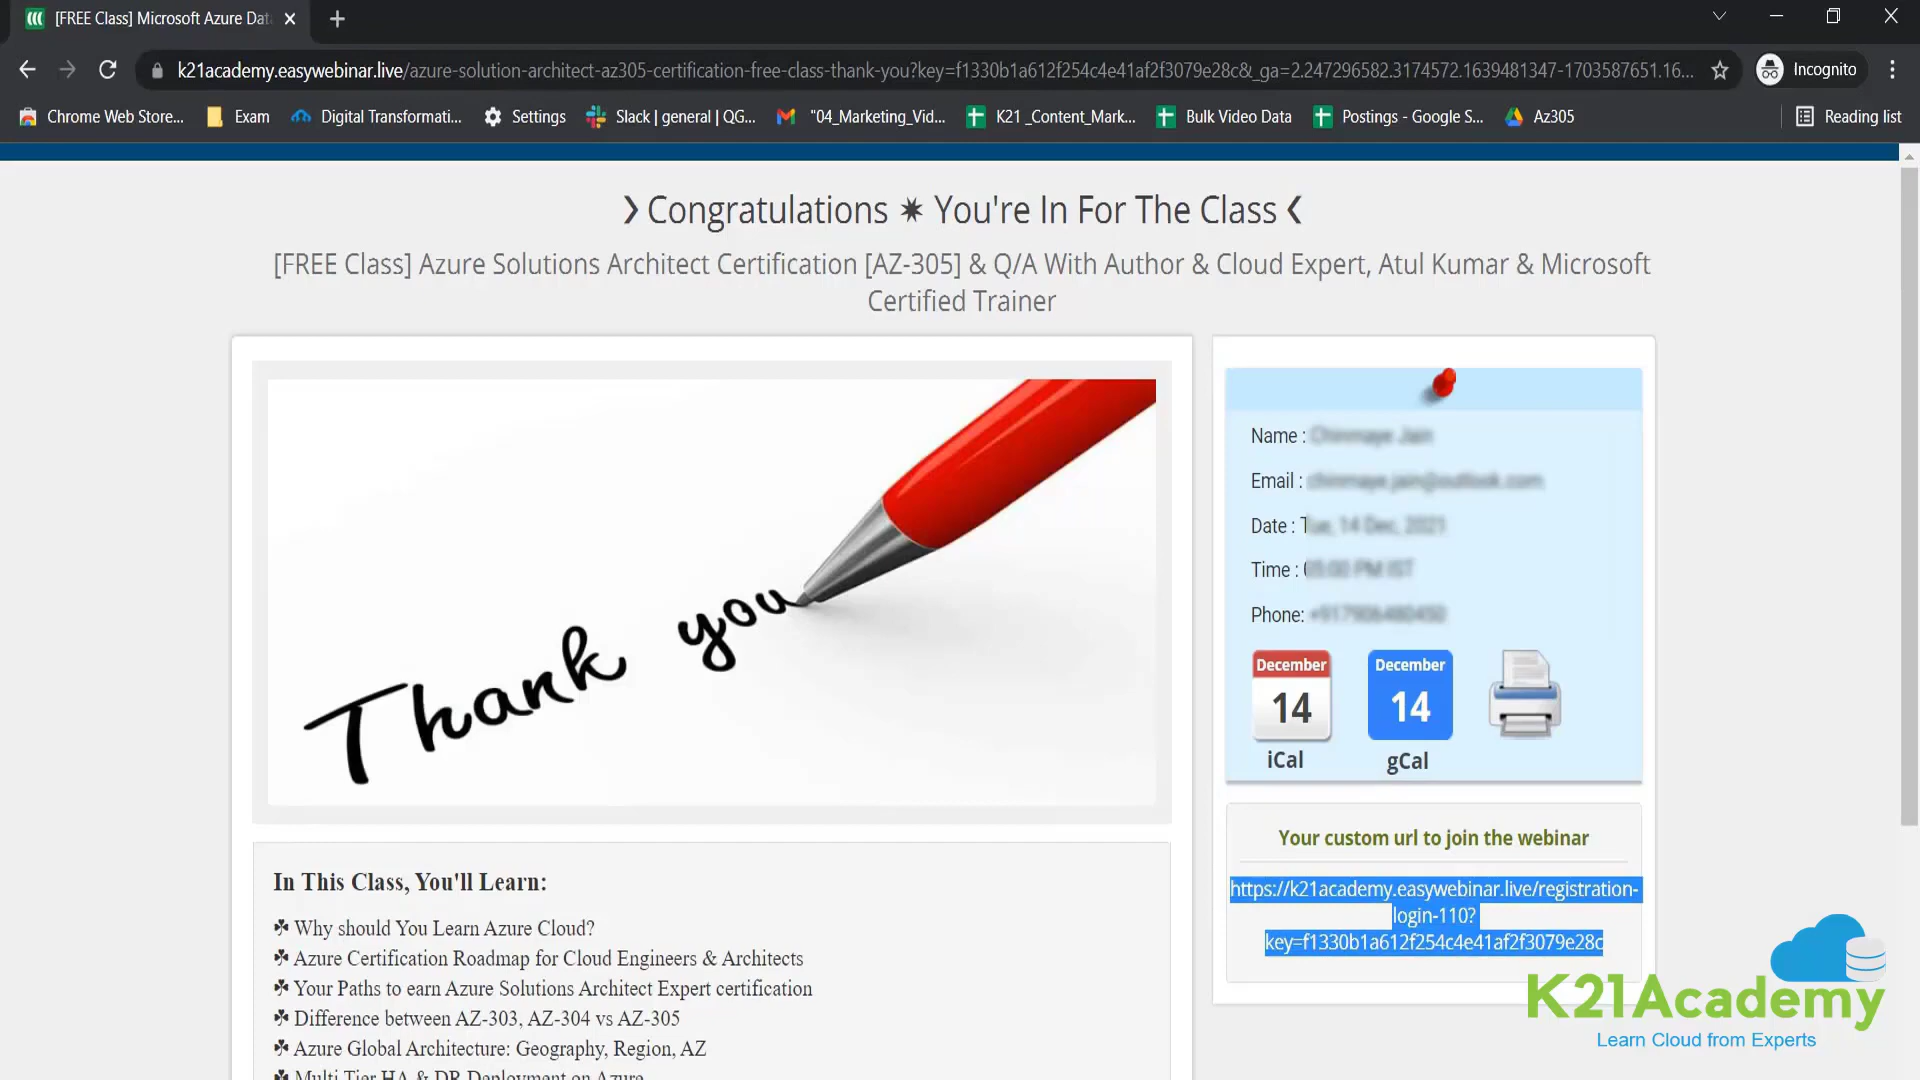 [FREE Class] Microsoft Azure Dat
k21academy.easywebinar.live/azure-solution-architect-az305-certification-free-class-thank-you?key=f1330b1a612f254c4e41af2f3079e28c&_ga=2.247296582.3174572.1639481347-1703587651.16...
Incognito
Chrome Web Store...
Exam
Digital Transformati...
Settings
Slack | general | QG...
"04_Marketing_Vid...
K21 _Content_Mark...
Bulk Video Data
Postings - Google S...
Az305
Reading list
❯ Congratulations ✷ You're In For The Class ❮
[FREE Class] Azure Solutions Architect Certification [AZ-305] & Q/A With Author & Cloud Expert, Atul Kumar & Microsoft
Certified Trainer
Thank you
Name :
Email :
Date :
Time :
Phone:
December
14
iCal
December
14
gCal
Your custom url to join the webinar
https://k21academy.easywebinar.live/registration-
login-110?
key=f1330b1a612f254c4e41af2f3079e28c
In This Class, You'll Learn:
☘ Why should You Learn Azure Cloud?
☘ Azure Certification Roadmap for Cloud Engineers & Architects
☘ Your Paths to earn Azure Solutions Architect Expert certification
☘ Difference between AZ-303, AZ-304 vs AZ-305
☘ Azure Global Architecture: Geography, Region, AZ
☘ Multi Tier HA & DR Deployment on Azure
K21Academy
Learn Cloud from Experts